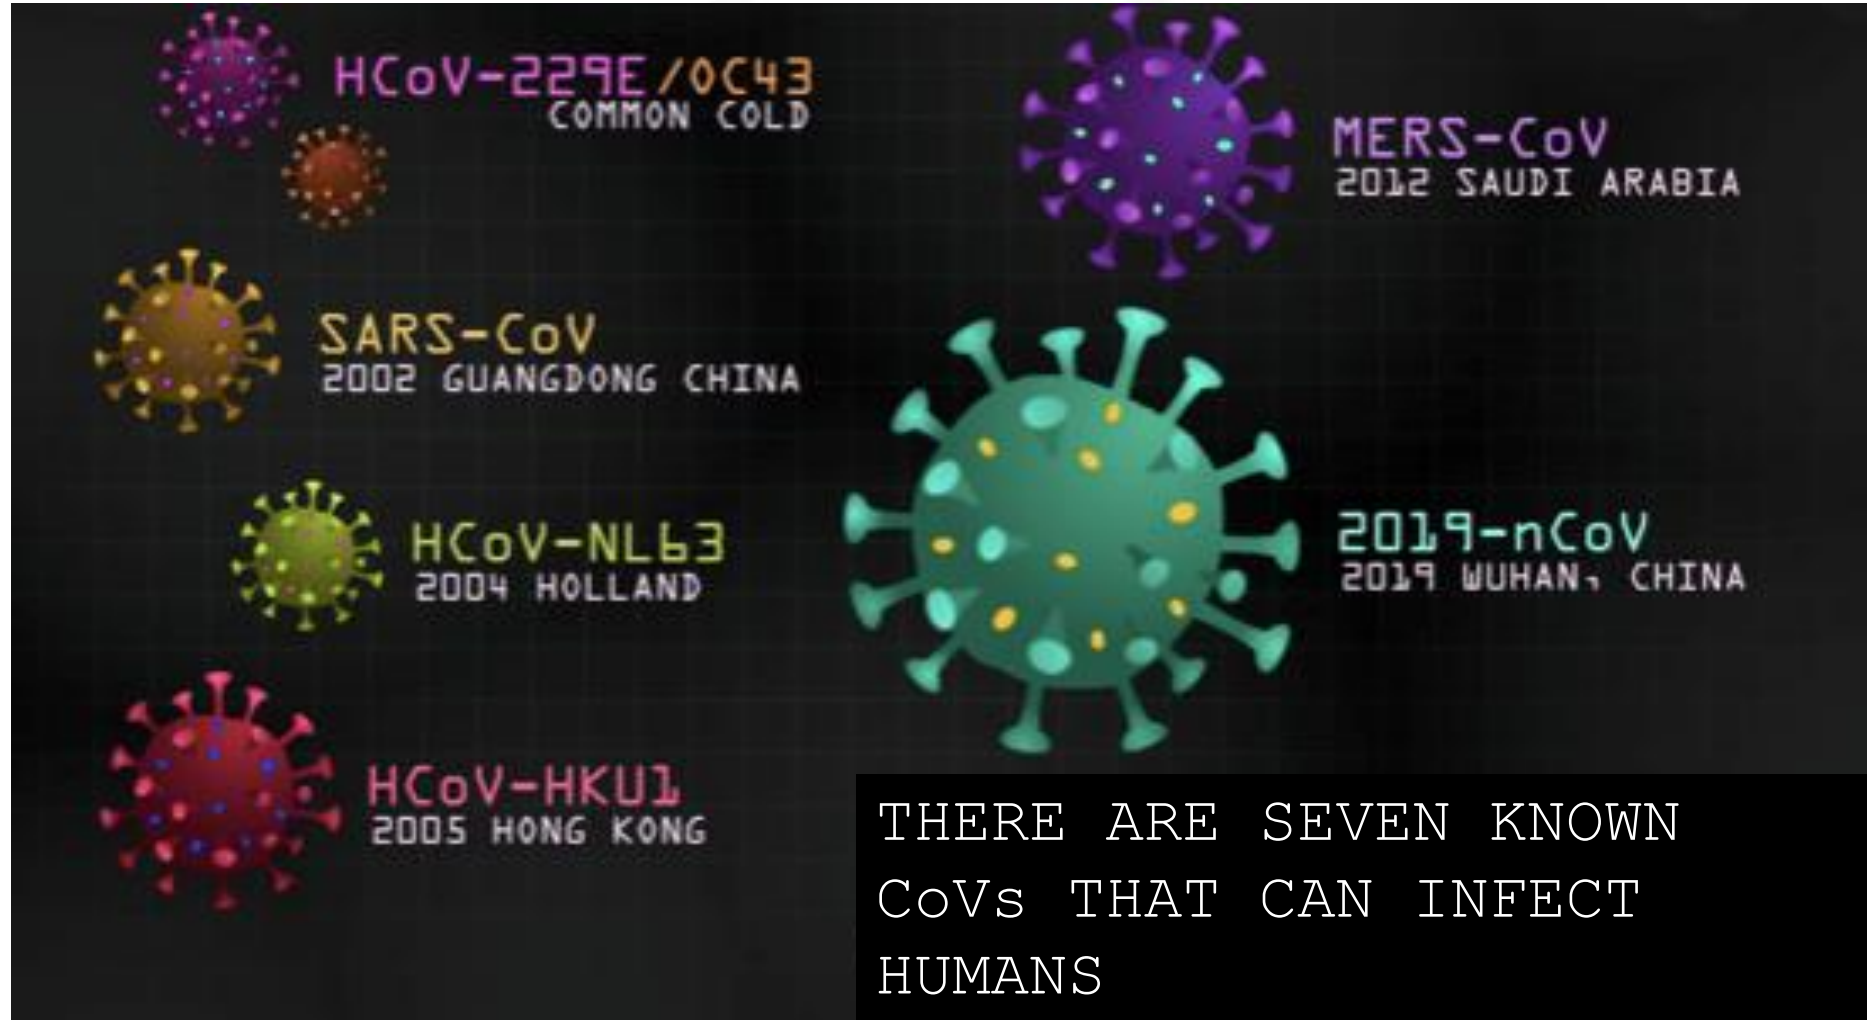 HCoV-229E/OC43
COMMON COLD
SARS-CoV
2002 GUANGDONG CHINA
HCoV-NL63
2004 HOLLAND
HCoV-HKU1
2005 HONG KONG
MERS-CoV
2012 SAUDI ARABIA
2019-nCoV
2019 WUHAN, CHINA
THERE ARE SEVEN KNOWN
CoVs THAT CAN INFECT
HUMANS